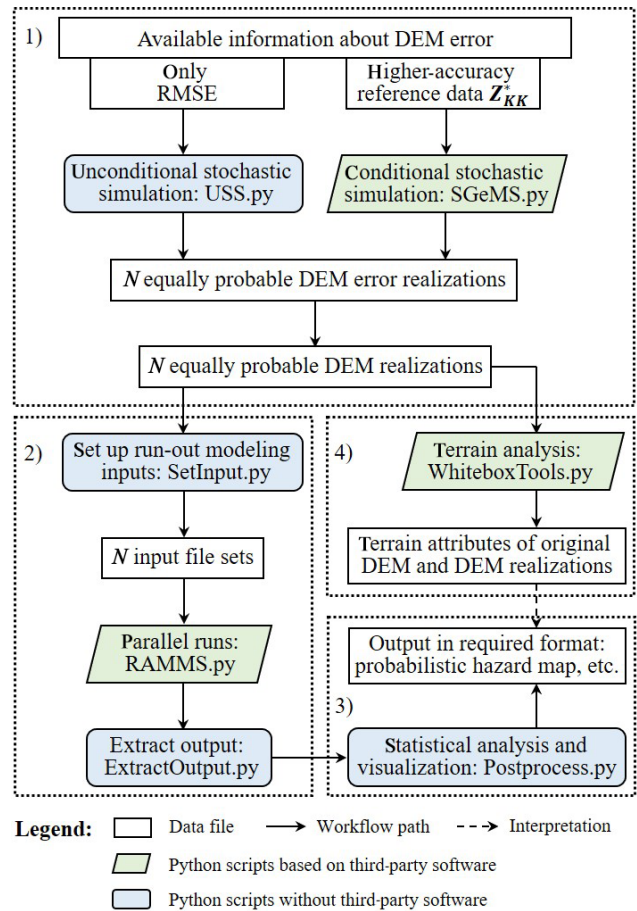 1)
Available information about DEM error
Only
RMSE
Higher-accuracy
reference data Z*KK
Unconditional stochastic
simulation: USS.py
Conditional stochastic
simulation: SGeMS.py
N equally probable DEM error realizations
N equally probable DEM realizations
2)
Set up run-out modeling
inputs: SetInput.py
N input file sets
Parallel runs:
RAMMS.py
Extract output:
ExtractOutput.py
4)
Terrain analysis:
WhiteboxTools.py
Terrain attributes of original
DEM and DEM realizations
Output in required format:
probabilistic hazard map, etc.
3)
Statistical analysis and
visualization: Postprocess.py
Legend:
Data file
Workflow path
Interpretation
Python scripts based on third-party software
Python scripts without third-party software